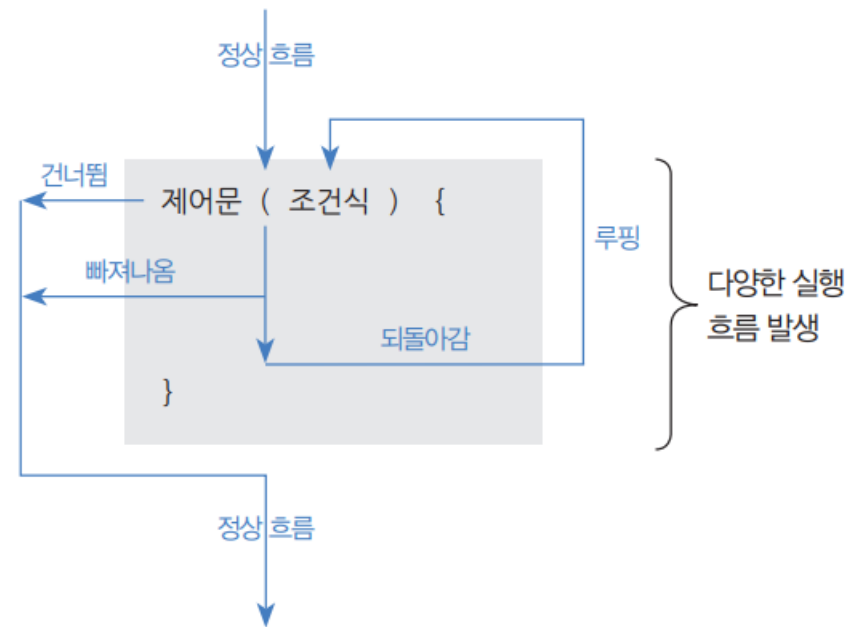 정상 흐름
건너뜀
제어문 ( 조건식 ) {
루핑
빠져나옴
다양한 실행
흐름 발생
되돌아감
}
정상 흐름